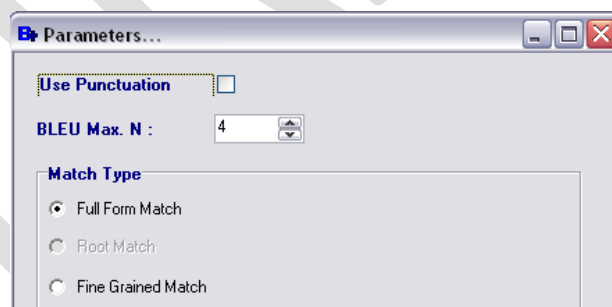 B+ Parameters...
Use Punctuation
BLEU Max. N : 4
Match Type
Full Form Match
Root Match
Fine Grained Match